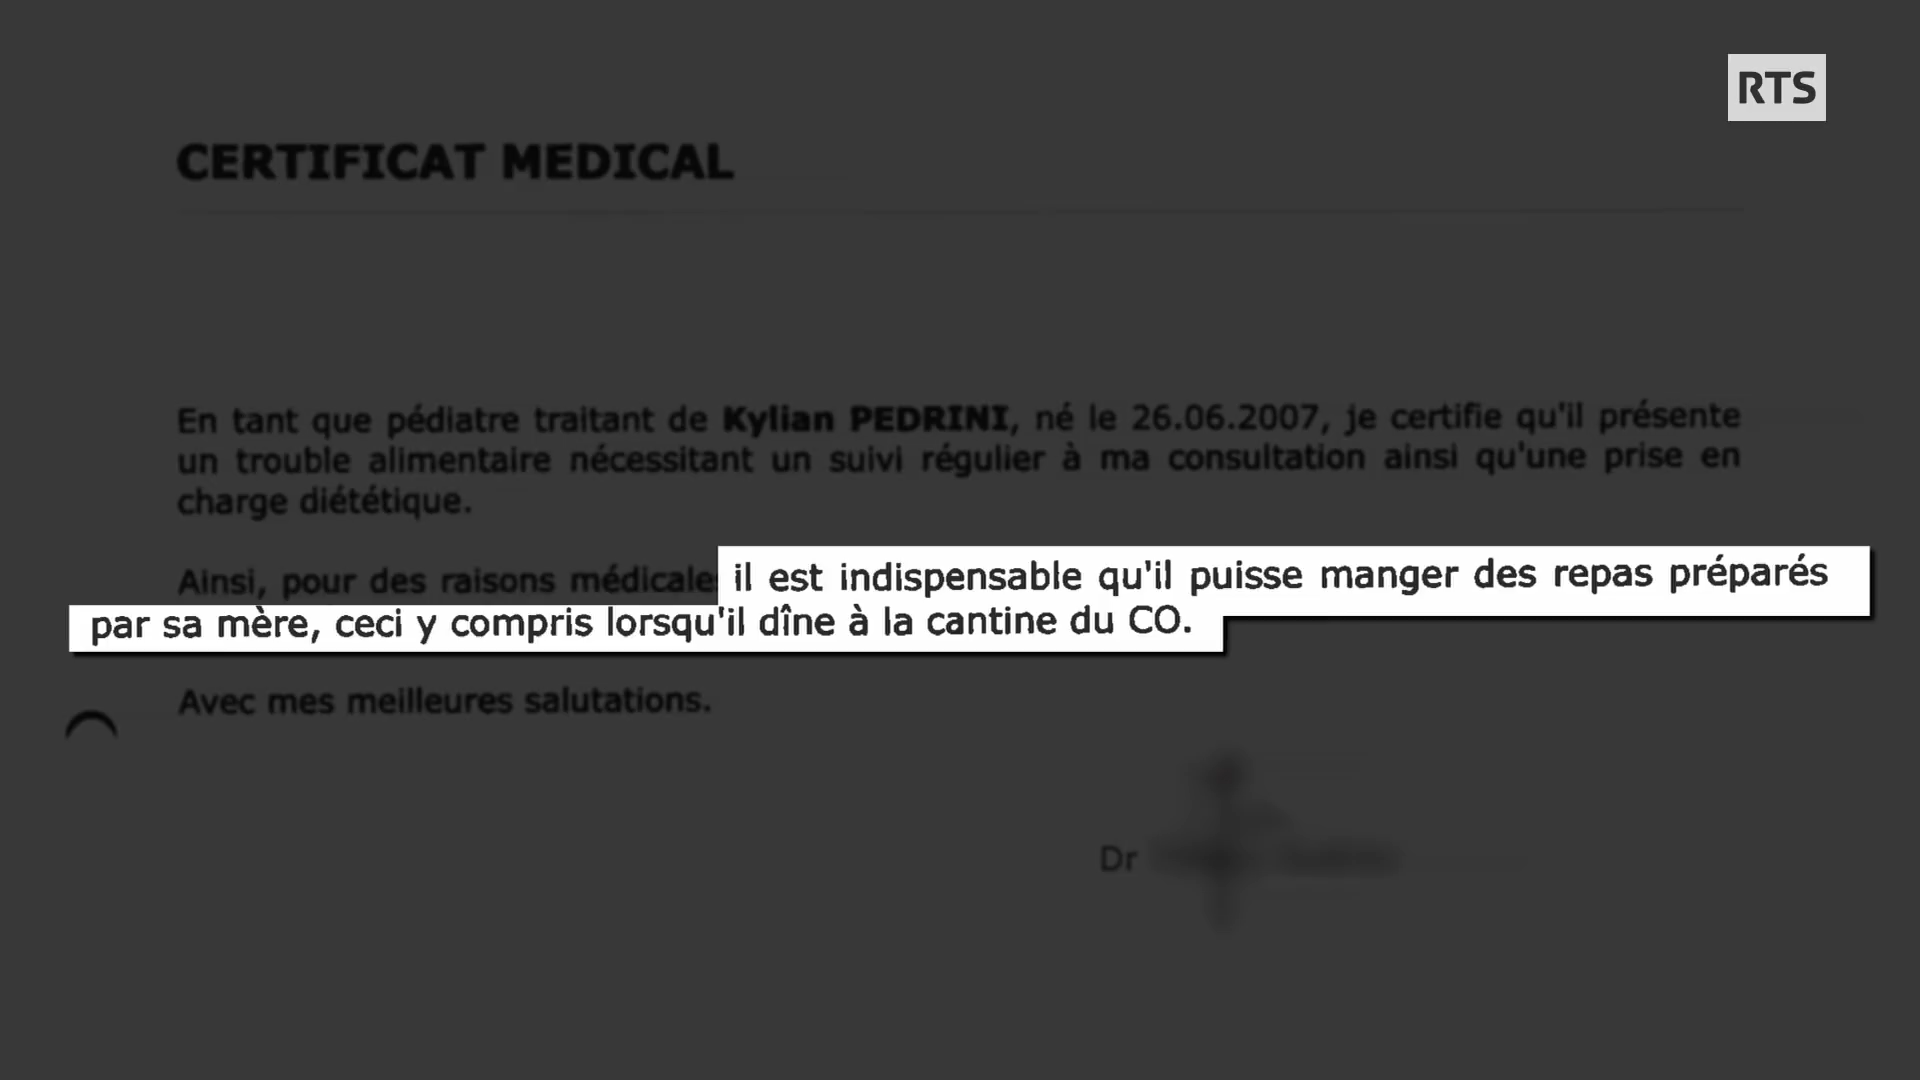 RTS
CERTIFICAT MEDICAL
En tant que pédiatre traitant de Kylian PEDRINI, né le 26.06.2007, je certifie qu'il présente
un trouble alimentaire nécessitant un suivi régulier à ma consultation ainsi qu'une prise en
charge diététique.
Ainsi, pour des raisons médicales il est indispensable qu'il puisse manger des repas préparés
par sa mère, ceci y compris lorsqu'il dîne à la cantine du CO.
Avec mes meilleures salutations.
Dr